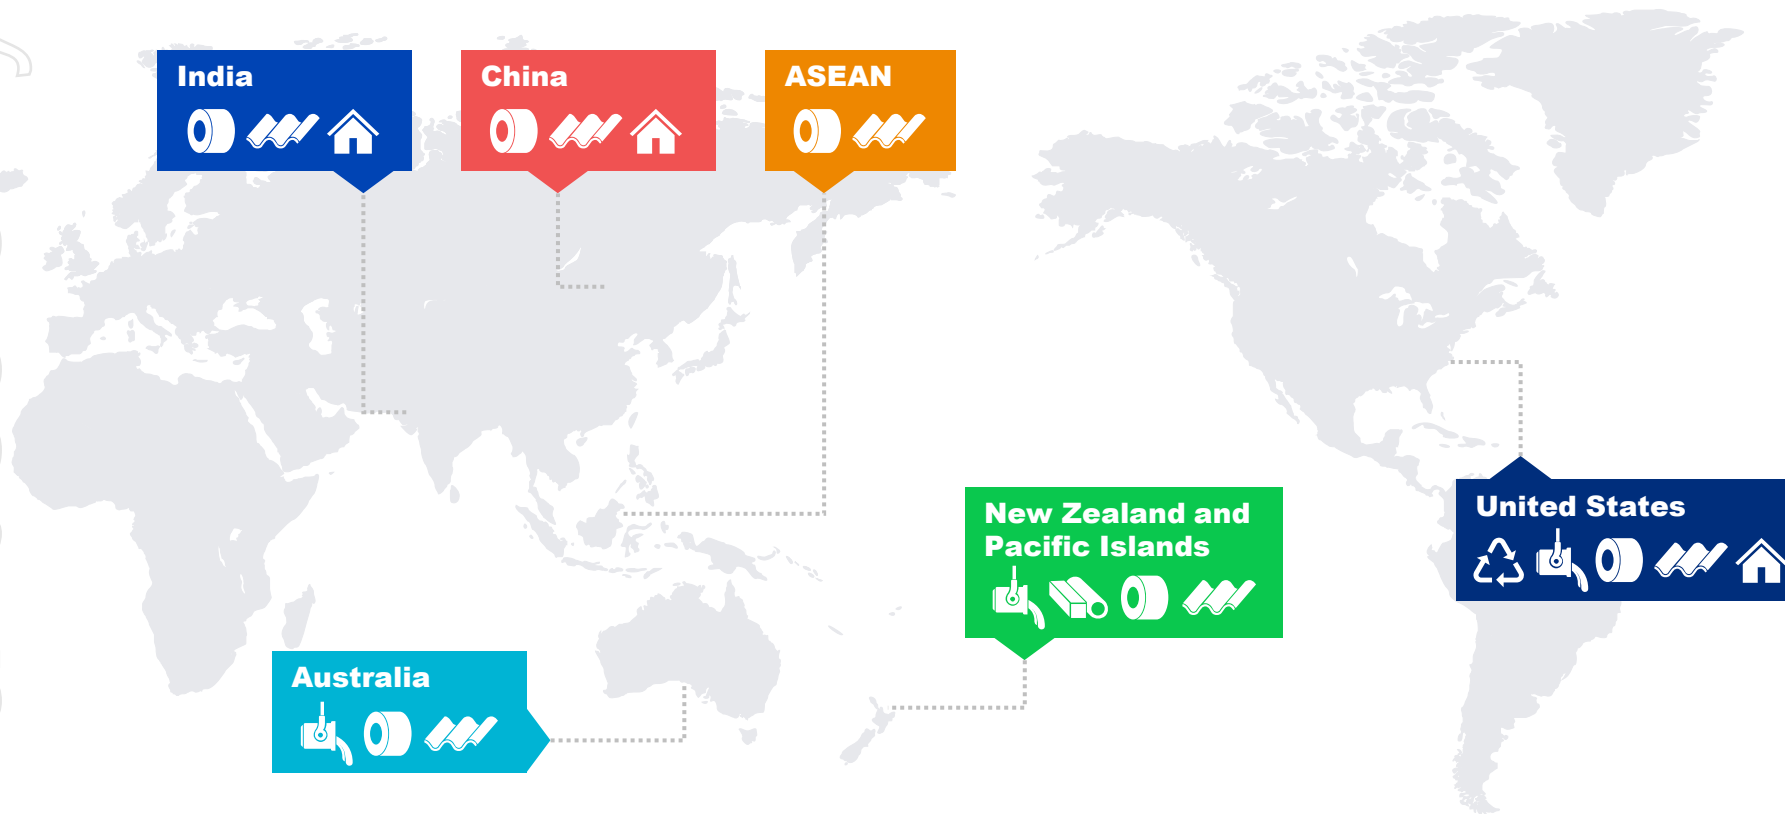 India
China
ASEAN
New Zealand and
Pacific Islands
United States
Australia